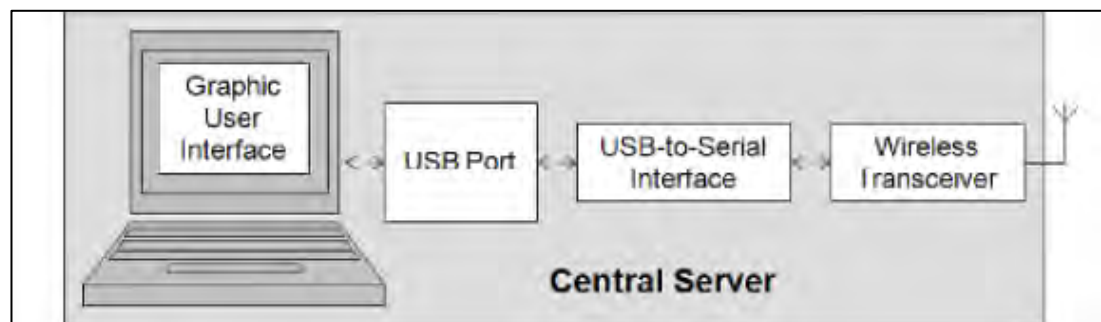 Graphic
User
Interface
USB Port
USB-to-Serial
Interface
Wireless
Transceiver
Central Server